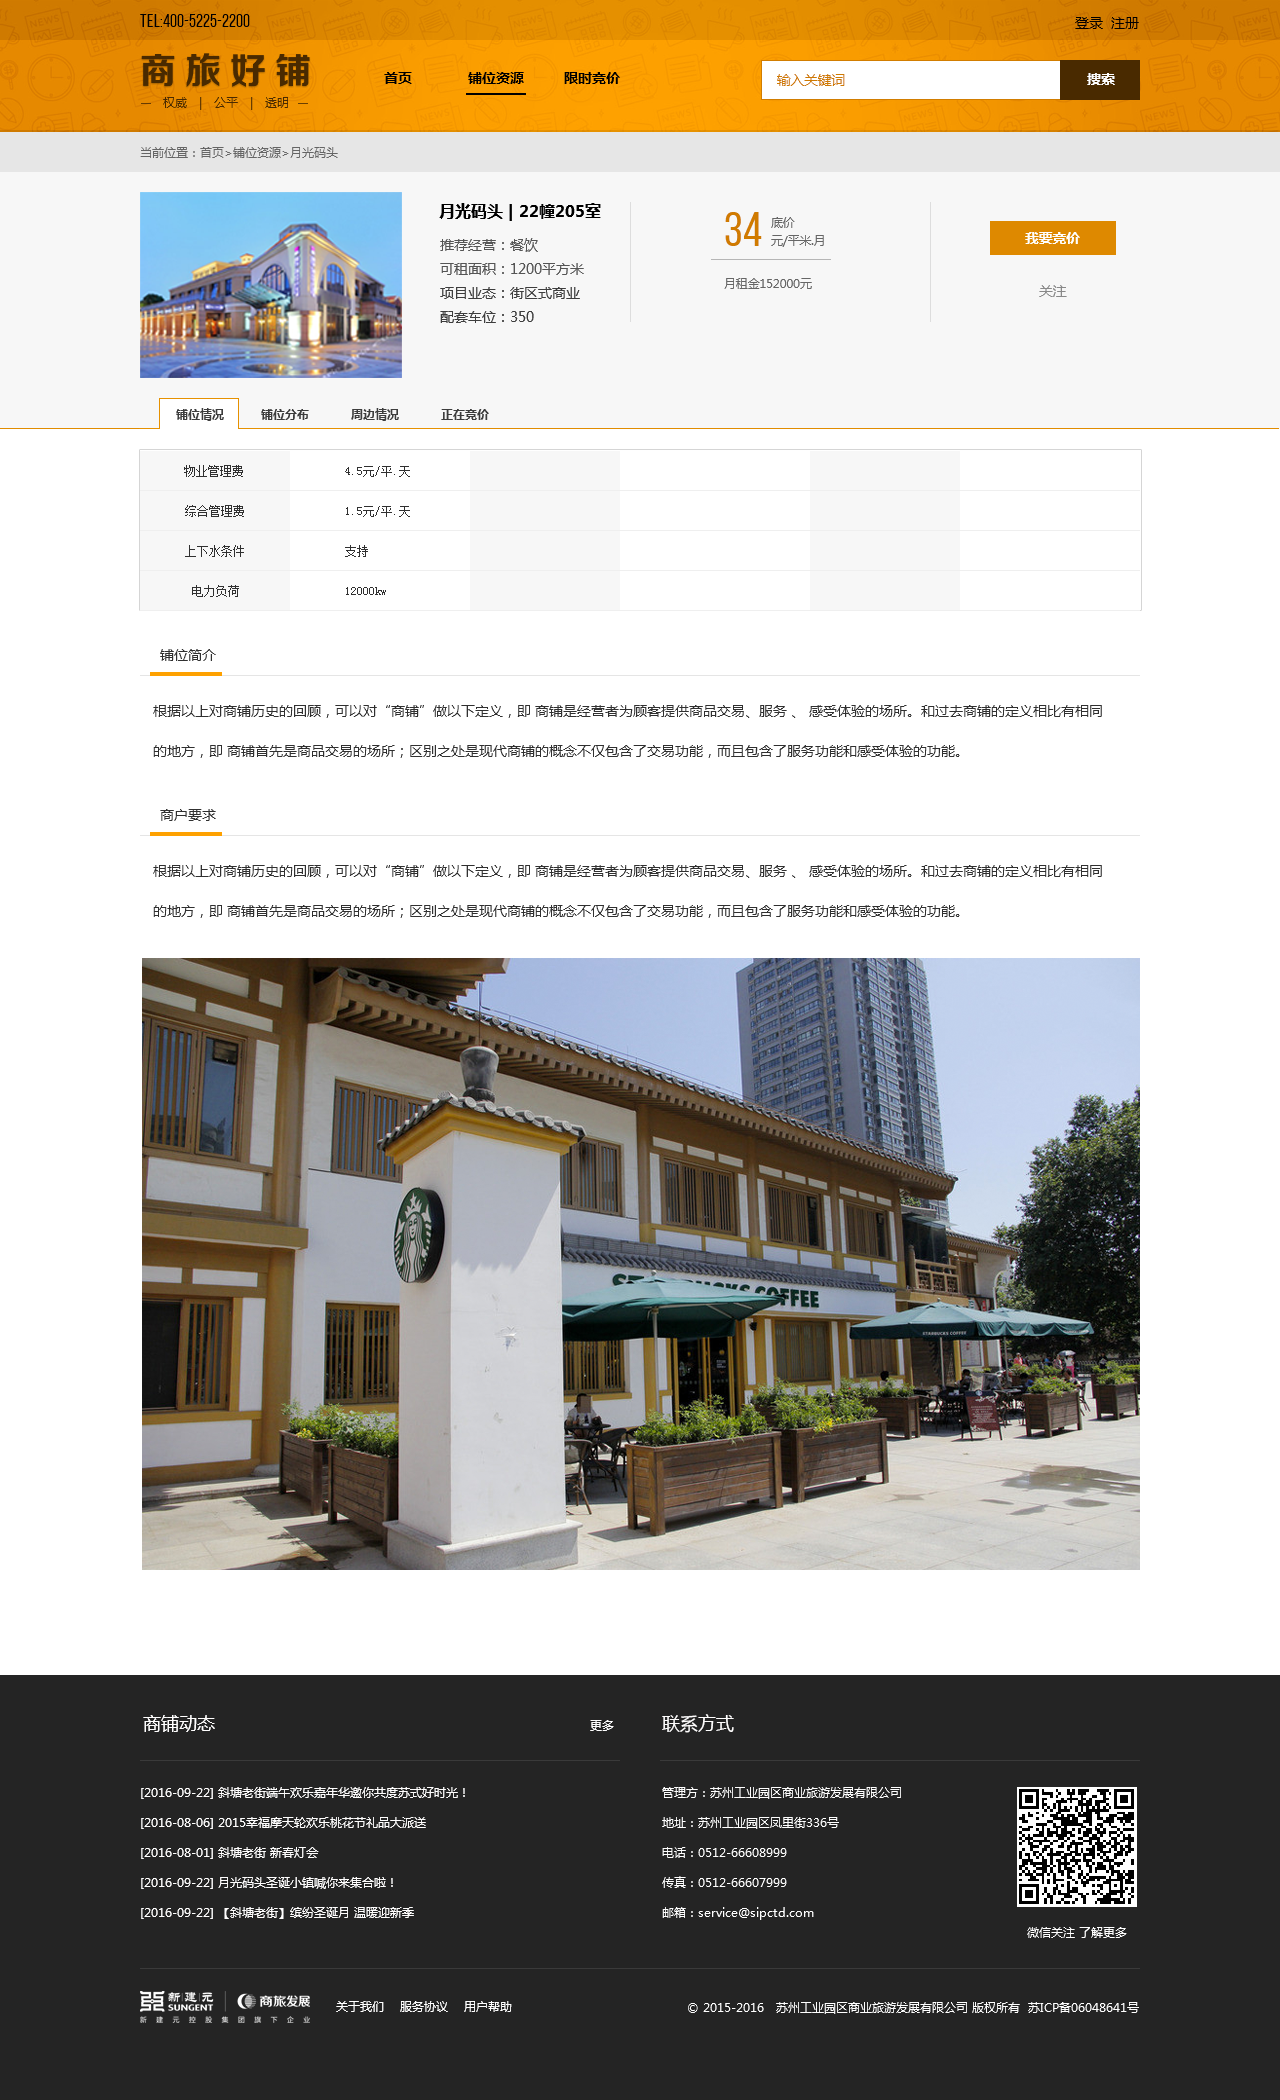 TEL:400-5225-2200
登录 注册
商旅好铺
— 权威 | 公平 | 透明 —
首页 铺位资源 限时竞价
输入关键词 搜索
当前位置：首页>铺位资源>月光码头
月光码头 | 22幢205室
推荐经营：餐饮
可租面积：1200平方米
项目业态：街区式商业
配套车位：350
34 底价
元/平米.月
月租金152000元
我要竞价
关注
铺位情况 铺位分布 周边情况 正在竞价
物业管理费 4.5元/平.天
综合管理费 1.5元/平.天
上下水条件 支持
电力负荷 12000kw
铺位简介
根据以上对商铺历史的回顾，可以对“商铺”做以下定义，即 商铺是经营者为顾客提供商品交易、服务 、 感受体验的场所。和过去商铺的定义相比有相同
的地方，即 商铺首先是商品交易的场所；区别之处是现代商铺的概念不仅包含了交易功能，而且包含了服务功能和感受体验的功能。
商户要求
根据以上对商铺历史的回顾，可以对“商铺”做以下定义，即 商铺是经营者为顾客提供商品交易、服务 、 感受体验的场所。和过去商铺的定义相比有相同
的地方，即 商铺首先是商品交易的场所；区别之处是现代商铺的概念不仅包含了交易功能，而且包含了服务功能和感受体验的功能。
COFFEE
STARBUCKS COFFEE
商铺动态 更多
[2016-09-22] 斜塘老街端午欢乐嘉年华邀你共度苏式好时光！
[2016-08-06] 2015幸福摩天轮欢乐桃花节礼品大派送
[2016-08-01] 斜塘老街 新春灯会
[2016-09-22] 月光码头圣诞小镇喊你来集合啦！
[2016-09-22] 【斜塘老街】缤纷圣诞月 温暖迎新季
联系方式
管理方：苏州工业园区商业旅游发展有限公司
地址：苏州工业园区凤里街336号
电话：0512-66608999
传真：0512-66607999
邮箱：service@sipctd.com
微信关注 了解更多
新建元 SUNGENT 商旅发展
新建元控股集团旗下企业
关于我们 服务协议 用户帮助
© 2015-2016 苏州工业园区商业旅游发展有限公司 版权所有 苏ICP备06048641号